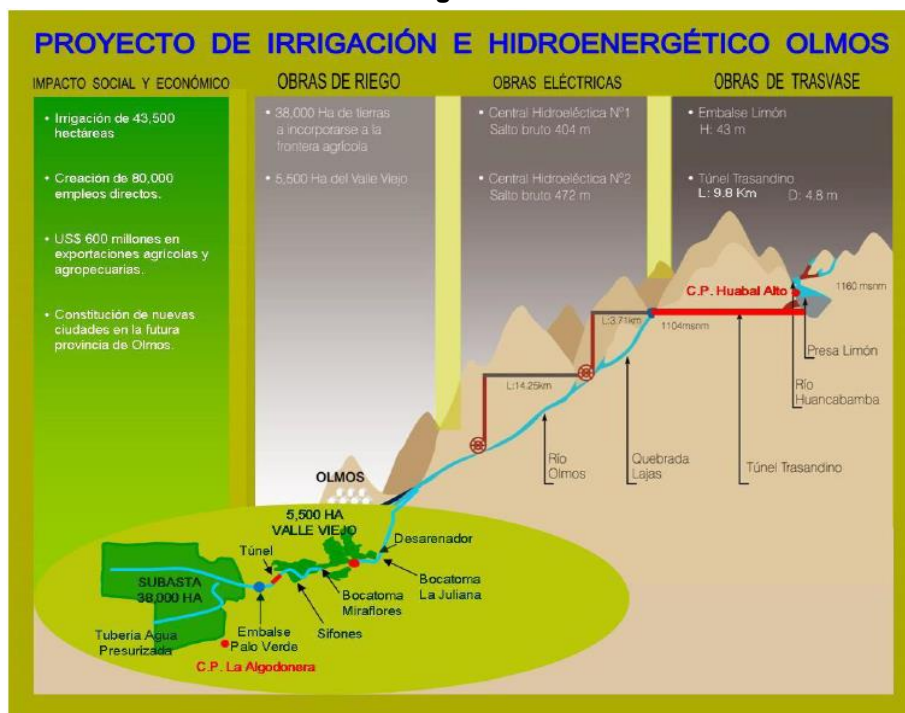 PROYECTO DE IRRIGACIÓN E HIDROENERGÉTICO OLMOS
IMPACTO SOCIAL Y ECONÓMICO
• Irrigación de 43,500
hectáreas
• Creación de 80,000
empleos directos.
• US$ 600 millones en
exportaciones agrícolas y
agropecuarias.
• Constitución de nuevas
ciudades en la futura
provincia de Olmos.
OBRAS DE RIEGO
• 38,000 Ha de tierras
a incorporarse a la
frontera agrícola
• 5,500 Ha del Valle Viejo
OBRAS ELÉCTRICAS
• Central Hidroeléctica Nº1
Salto bruto 404 m
• Central Hidroeléctica Nº2
Salto bruto 472 m
OBRAS DE TRASVASE
• Embalse Limón
H: 43 m
• Túnel Trasandino
L: 9.8 Km D: 4.8 m
C.P. Huabal Alto
1160 msnm
L:3.71km
1104msnm
Presa Limón
L:14.25km
Río
Huancabamba
Río
Olmos
Quebrada
Lajas
Túnel Trasandino
OLMOS
5,500 HA
VALLE VIEJO
Desarenador
Túnel
Bocatoma
La Juliana
SUBASTA
38,000 HA
Bocatoma
Miraflores
Sifones
Embalse
Palo Verde
Tuberia Agua
Presurizada
C.P. La Algodonera